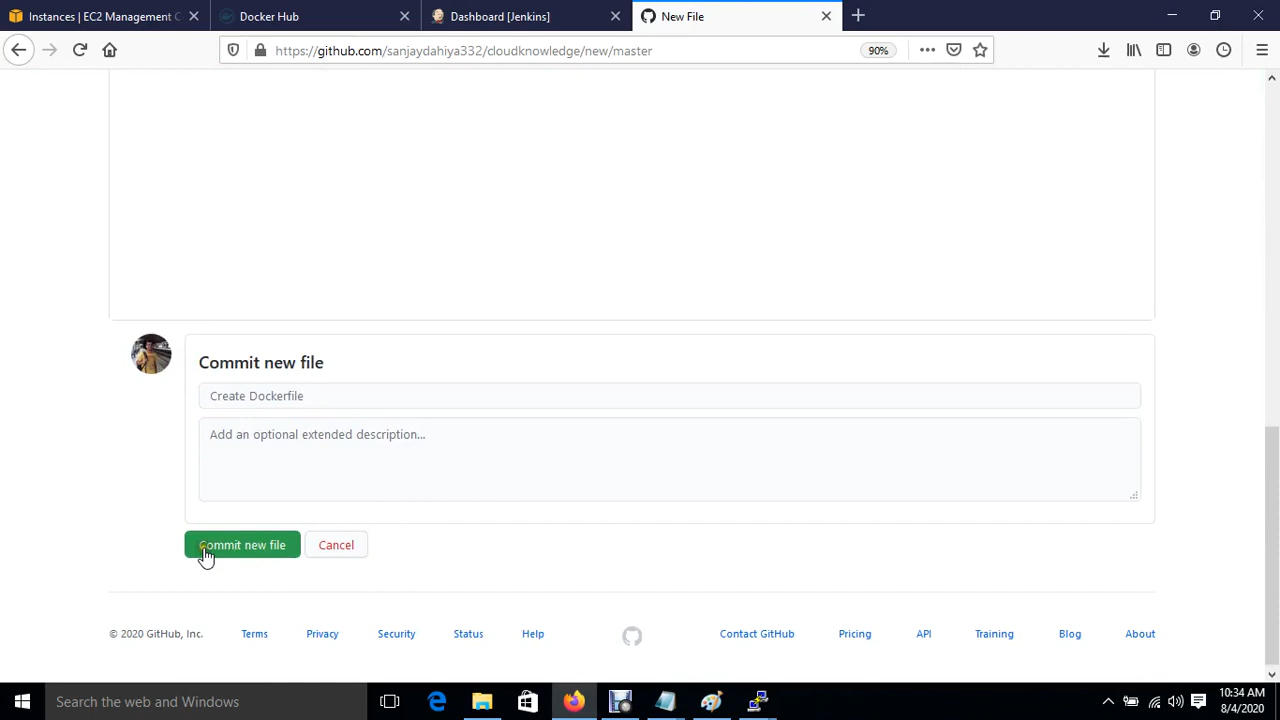 Instances | EC2 Management C
Docker Hub
Dashboard [Jenkins]
New File
https://github.com/sanjaydahiya332/cloudknowledge/new/master
90%
Commit new file
Create Dockerfile
Add an optional extended description...
Commit new file
Cancel
© 2020 GitHub, Inc.
Terms
Privacy
Security
Status
Help
Contact GitHub
Pricing
API
Training
Blog
About
Search the web and Windows
10:34 AM
8/4/2020